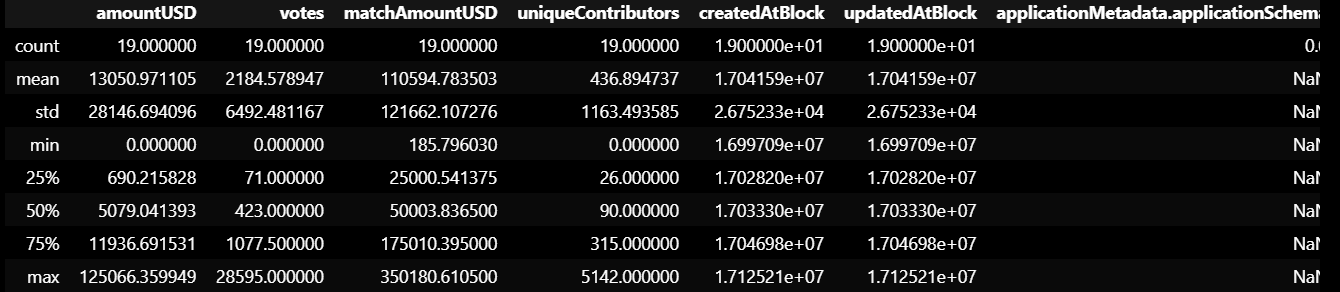 amountUSD votes matchAmountUSD uniqueContributors createdAtBlock updatedAtBlock applicationMetadata.applicationSchema
count 19.000000 19.000000 19.000000 19.000000 1.900000e+01 1.900000e+01 0.0
mean 13050.971105 2184.578947 110594.783503 436.894737 1.704159e+07 1.704159e+07 NaN
std 28146.694096 6492.481167 121662.107276 1163.493585 2.675233e+04 2.675233e+04 NaN
min 0.000000 0.000000 185.796030 0.000000 1.699709e+07 1.699709e+07 NaN
25% 690.215828 71.000000 25000.541375 26.000000 1.702820e+07 1.702820e+07 NaN
50% 5079.041393 423.000000 50003.836500 90.000000 1.703330e+07 1.703330e+07 NaN
75% 11936.691531 1077.500000 175010.395000 315.000000 1.704698e+07 1.704698e+07 NaN
max 125066.359949 28595.000000 350180.610500 5142.000000 1.712521e+07 1.712521e+07 NaN